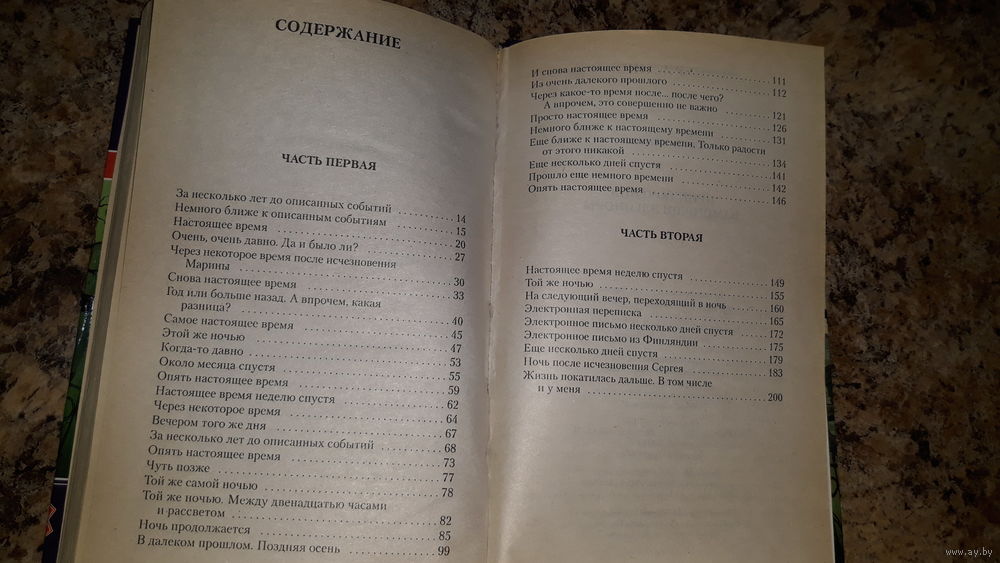 СОДЕРЖАНИЕ
ЧАСТЬ ПЕРВАЯ
За несколько лет до описанных событий 14
Немного ближе к описанным событиям 15
Настоящее время 20
Очень, очень давно. Да и было ли? 27
Через некоторое время после исчезновения
Марины 30
Снова настоящее время 33
Год или больше назад. А впрочем, какая
разница? 40
Самое настоящее время 45
Этой же ночью 47
Когда-то давно 53
Около месяца спустя 55
Опять настоящее время 59
Настоящее время неделю спустя 62
Через некоторое время 64
Вечером того же дня 67
За несколько лет до описанных событий 68
Опять настоящее время 73
Чуть позже 77
Той же самой ночью 78
Той же ночью. Между двенадцатью часами
и рассветом 82
Ночь продолжается 85
В далеком прошлом. Поздняя осень 99
И снова настоящее время 111
Из очень далекого прошлого 112
Через какое-то время после... после чего?
А впрочем, это совершенно не важно 121
Просто настоящее время 126
Немного ближе к настоящему времени 131
Еще ближе к настоящему времени. Только радости
от этого никакой 134
Еще несколько дней спустя 141
Прошло еще немного времени 142
Опять настоящее время 146
ЧАСТЬ ВТОРАЯ
Настоящее время неделю спустя 149
Той же ночью 155
На следующий вечер, переходящий в ночь 160
Электронная переписка 165
Электронное письмо несколько дней спустя 172
Электронное письмо из Финляндии 175
Еще несколько дней спустя 179
Ночь после исчезновения Сергея 183
Жизнь покатилась дальше. В том числе
и у меня 200
www.ay.by